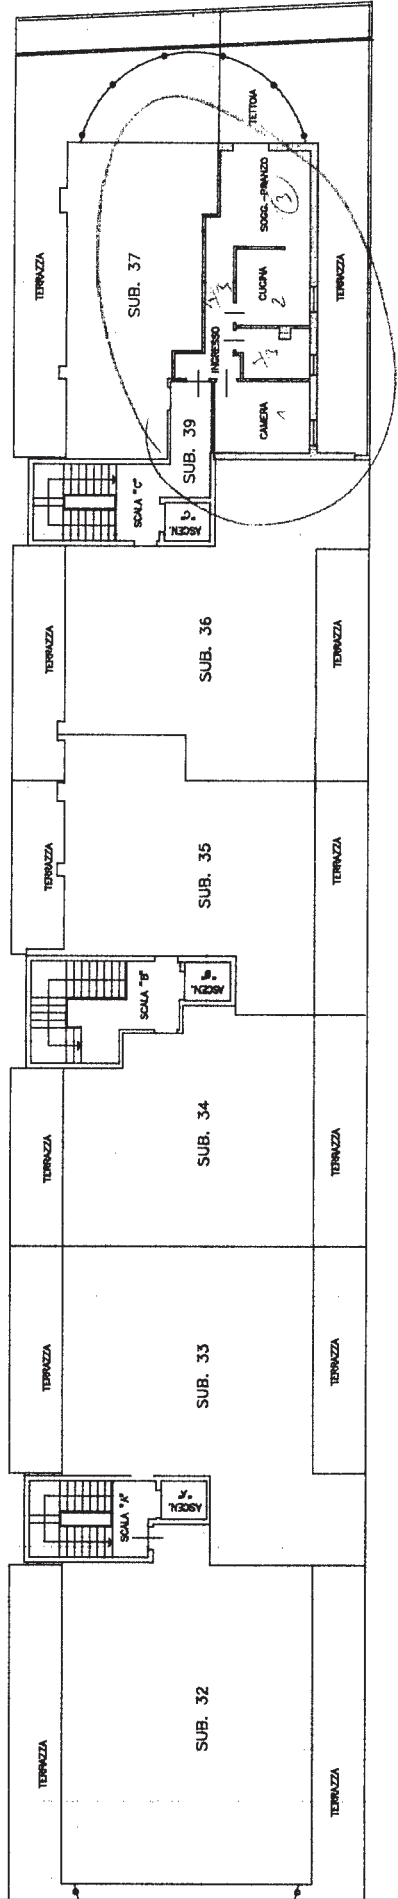 TETTOIA
SOGG.-PRANZO
3
TERRAZZA
SUB. 37
CUCINA
2
TERRAZZA
INGRESSO
CAMERA
1
SUB. 39
SCALA "C"
ASCEN.
"C"
TERRAZZA
SUB. 36
TERRAZZA
TERRAZZA
SUB. 35
TERRAZZA
SCALA "B"
ASCEN.
"B"
TERRAZZA
SUB. 34
TERRAZZA
TERRAZZA
SUB. 33
TERRAZZA
SCALA "A"
ASCEN.
"A"
TERRAZZA
SUB. 32
TERRAZZA